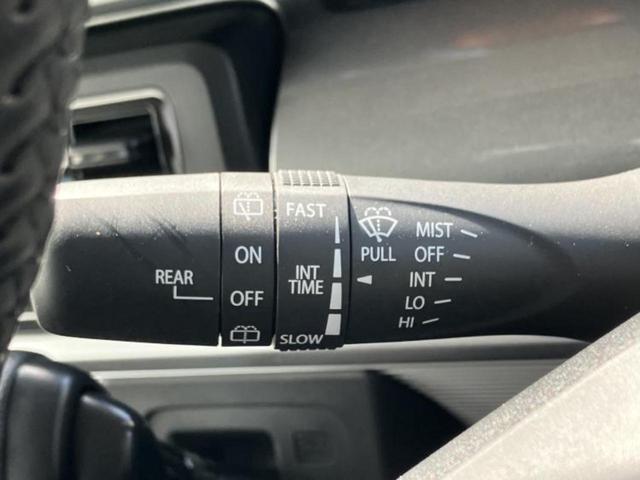 REAR
ON
OFF
FAST
INT
TIME
SLOW
PULL
MIST
OFF
INT
LO
HI